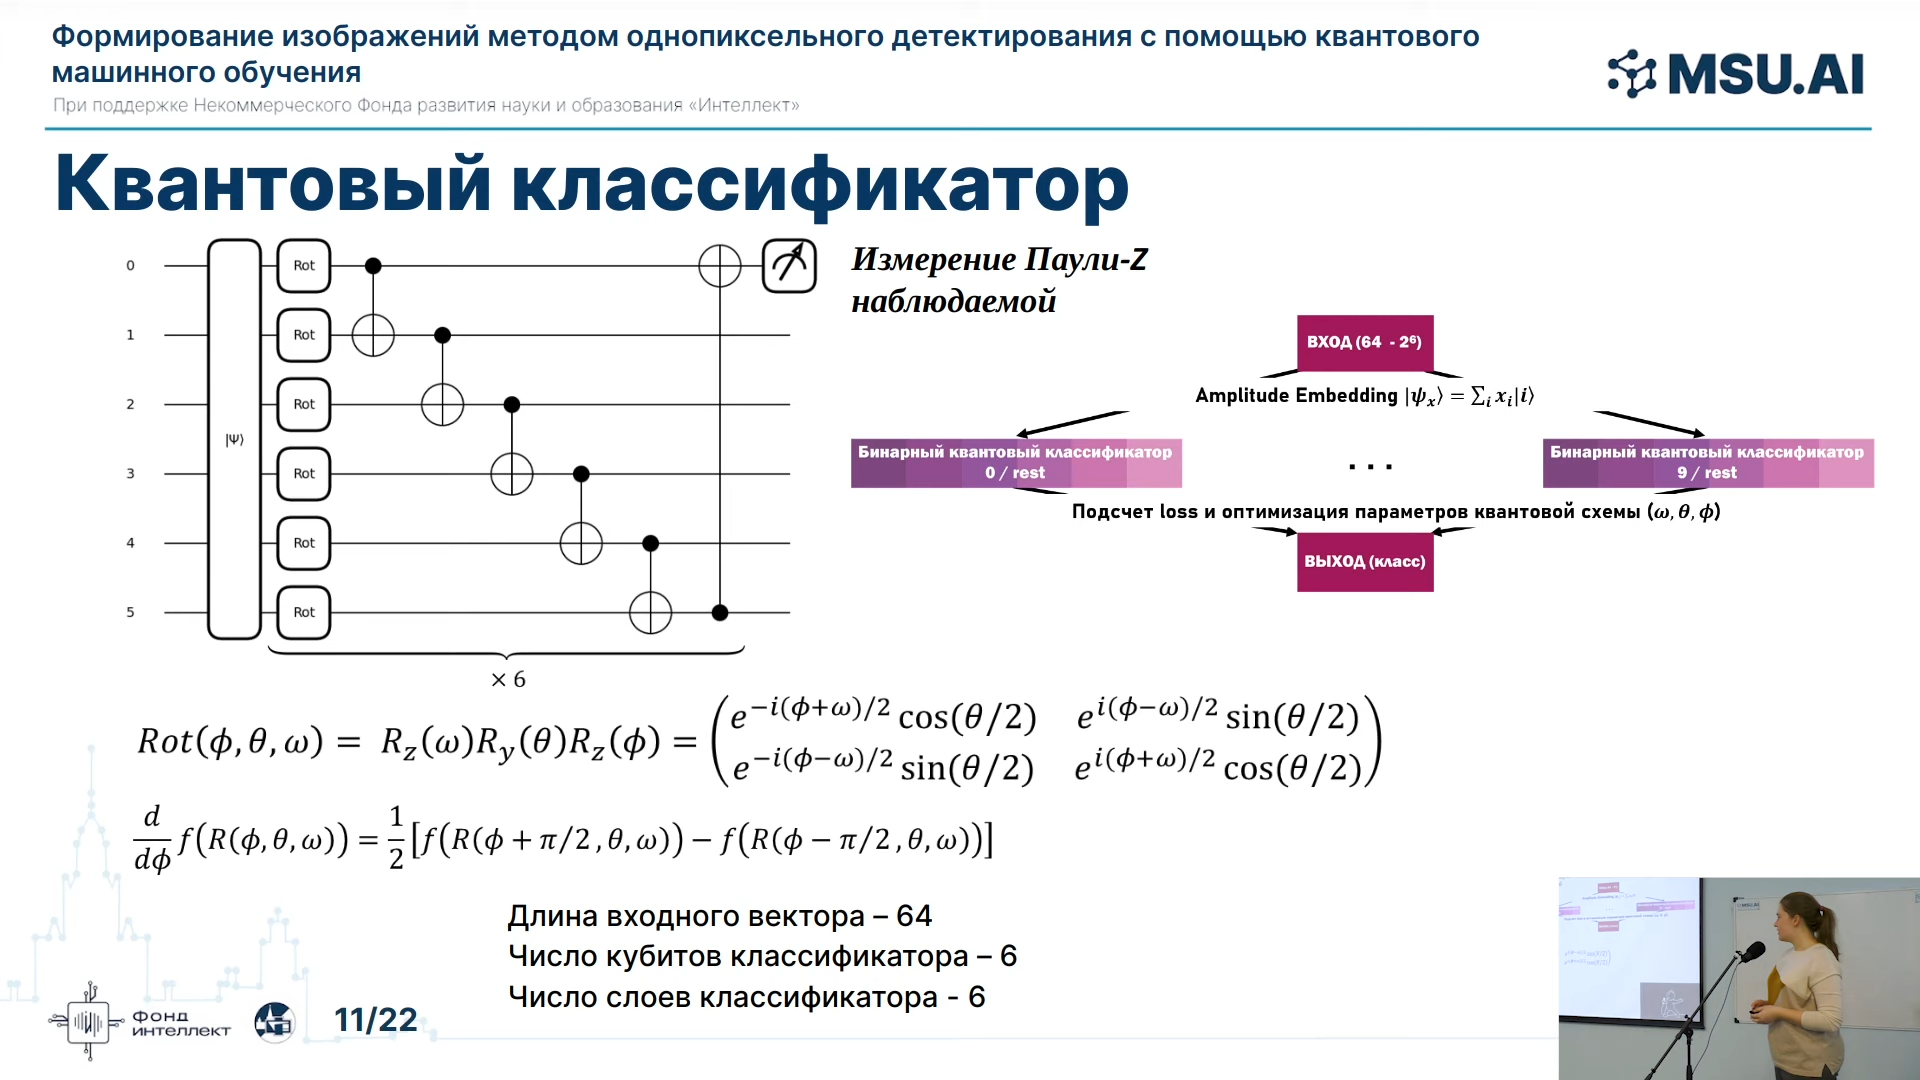 Формирование изображений методом однопиксельного детектирования с помощью квантового
машинного обучения
При поддержке Некоммерческого Фонда развития науки и образования «Интеллект»
MSU.AI
Квантовый классификатор
0
1
2
3
4
5
|Ψ⟩
Rot
Rot
Rot
Rot
Rot
Rot
× 6
Измерение Паули-Z
наблюдаемой
ВХОД (64 - 2⁶)
Amplitude Embedding |ψₓ⟩ = ∑ᵢ xᵢ|i⟩
Бинарный квантовый классификатор
0 / rest
. . .
Бинарный квантовый классификатор
9 / rest
Подсчет loss и оптимизация параметров квантовой схемы (ω, θ, ϕ)
ВЫХОД (класс)
Rot(ϕ, θ, ω) = R_z(ω)R_y(θ)R_z(ϕ) = ( e^{−i(ϕ+ω)/2} cos(θ/2) e^{i(ϕ−ω)/2} sin(θ/2)
e^{−i(ϕ−ω)/2} sin(θ/2) e^{i(ϕ+ω)/2} cos(θ/2) )
d/dϕ f(R(ϕ, θ, ω)) = 1/2 [f(R(ϕ + π/2, θ, ω)) − f(R(ϕ − π/2, θ, ω))]
Длина входного вектора – 64
Число кубитов классификатора – 6
Число слоев классификатора - 6
ФОНД
ИНТЕЛЛЕКТ
11/22